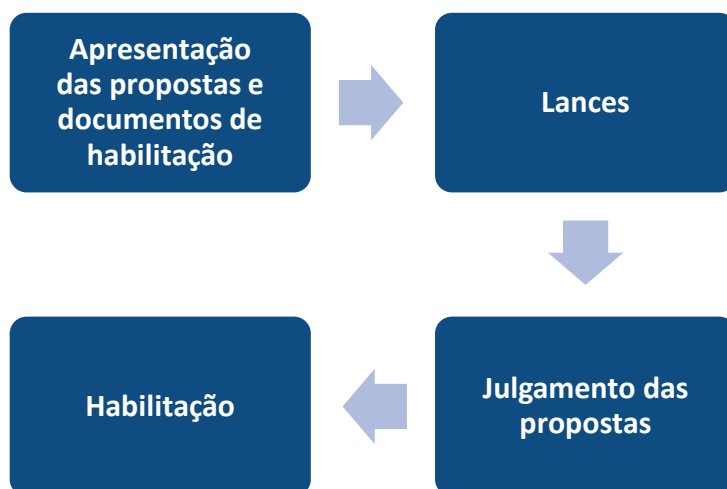 Apresentação
das propostas e
documentos de
habilitação
Lances
Julgamento das
propostas
Habilitação